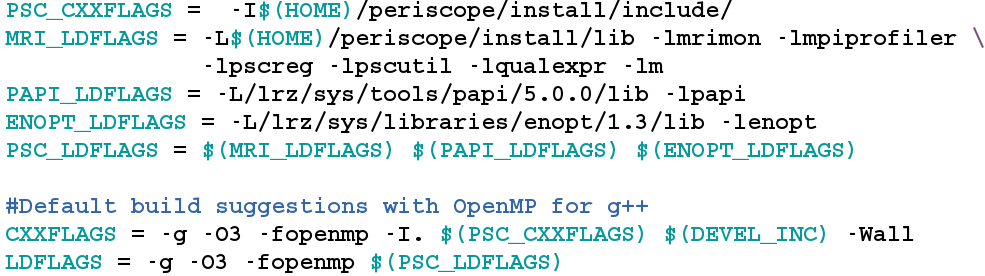 PSC_CXXFLAGS =  -I$(HOME)/periscope/install/include/
MRI_LDFLAGS = -L$(HOME)/periscope/install/lib -lmrimon -lmpiprofiler \
-lpscreg -lpscutil -lqualexpr -lm
PAPI_LDFLAGS = -L/lrz/sys/tools/papi/5.0.0/lib -lpapi
ENOPT_LDFLAGS = -L/lrz/sys/libraries/enopt/1.3/lib -lenopt
PSC_LDFLAGS = $(MRI_LDFLAGS) $(PAPI_LDFLAGS) $(ENOPT_LDFLAGS)
#Default build suggestions with OpenMP for g++
CXXFLAGS = -g -O3 -fopenmp -I. $(PSC_CXXFLAGS) $(DEVEL_INC) -Wall
LDFLAGS = -g -O3 -fopenmp $(PSC_LDFLAGS)